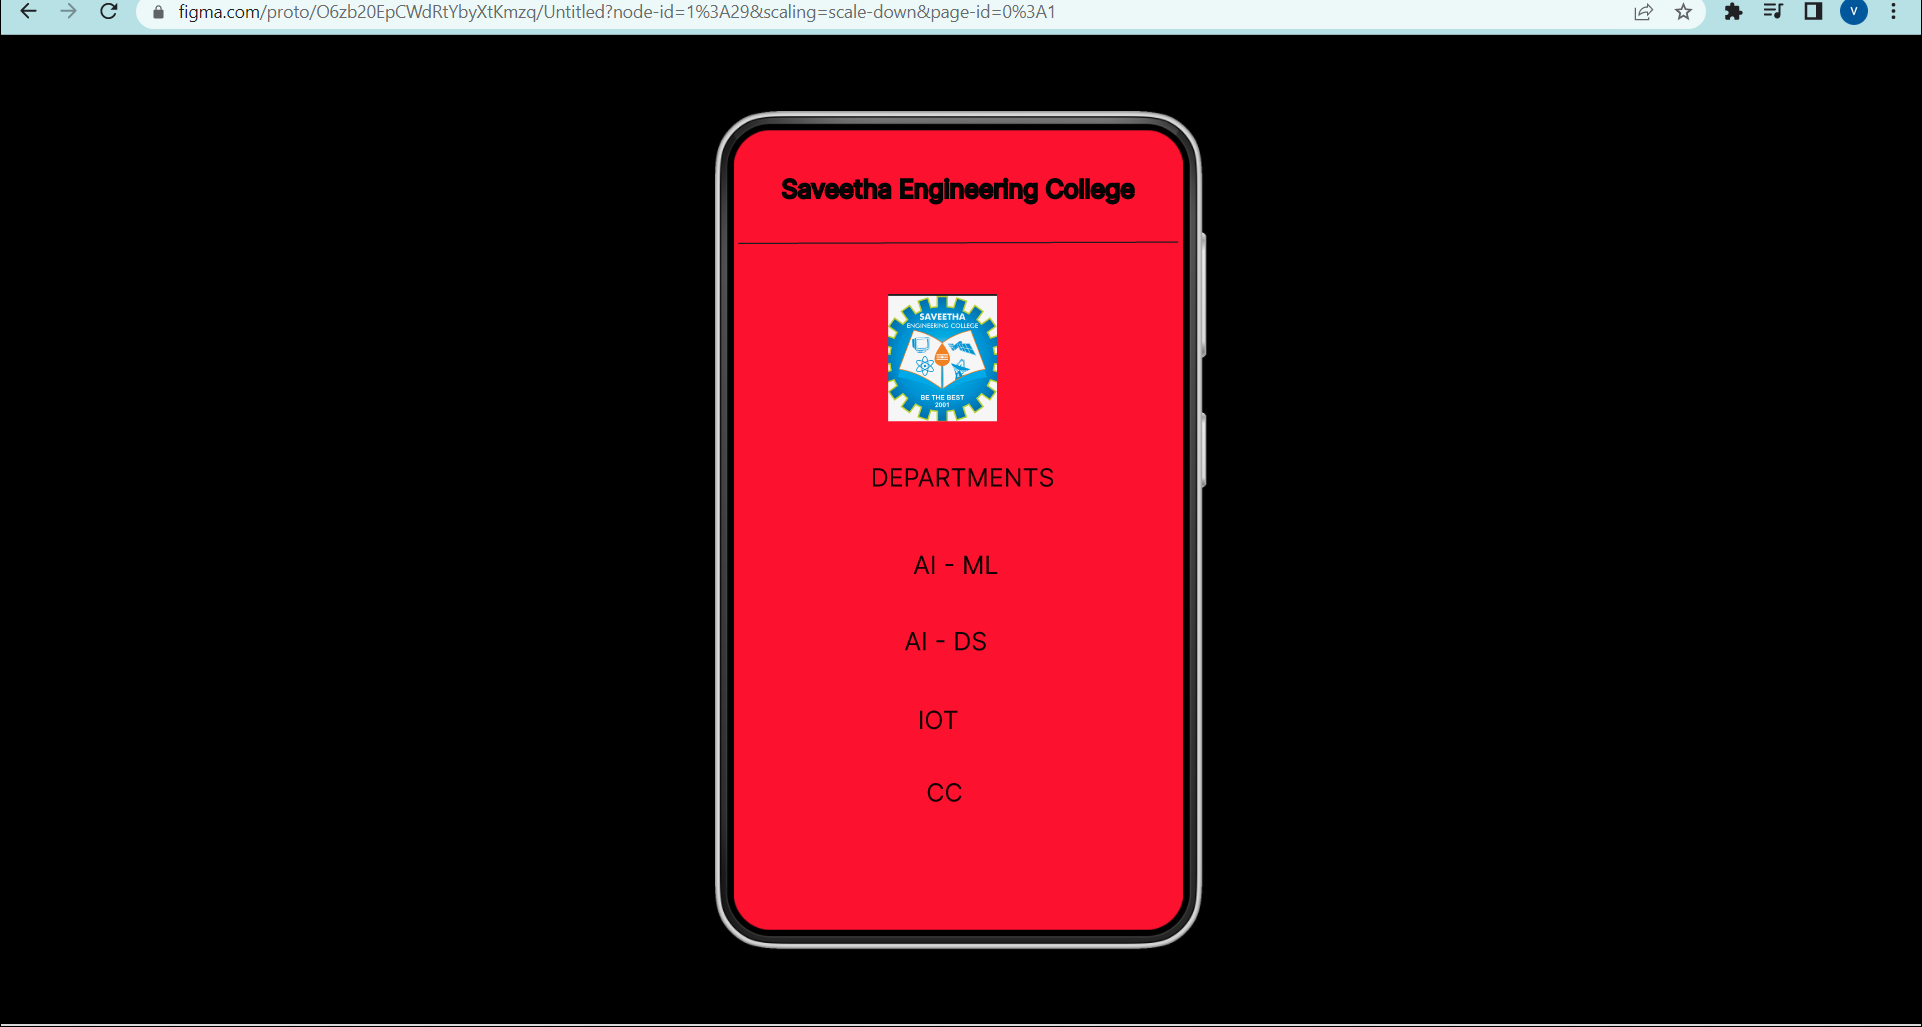 figma.com/proto/O6zb20EpCWdRtYbyXtKmzq/Untitled?node-id=1%3A29&scaling=scale-down&page-id=0%3A1
V
Saveetha Engineering College
SAVEETHA
ENGINEERING COLLEGE
BE THE BEST
2001
DEPARTMENTS
AI - ML
AI - DS
IOT
CC